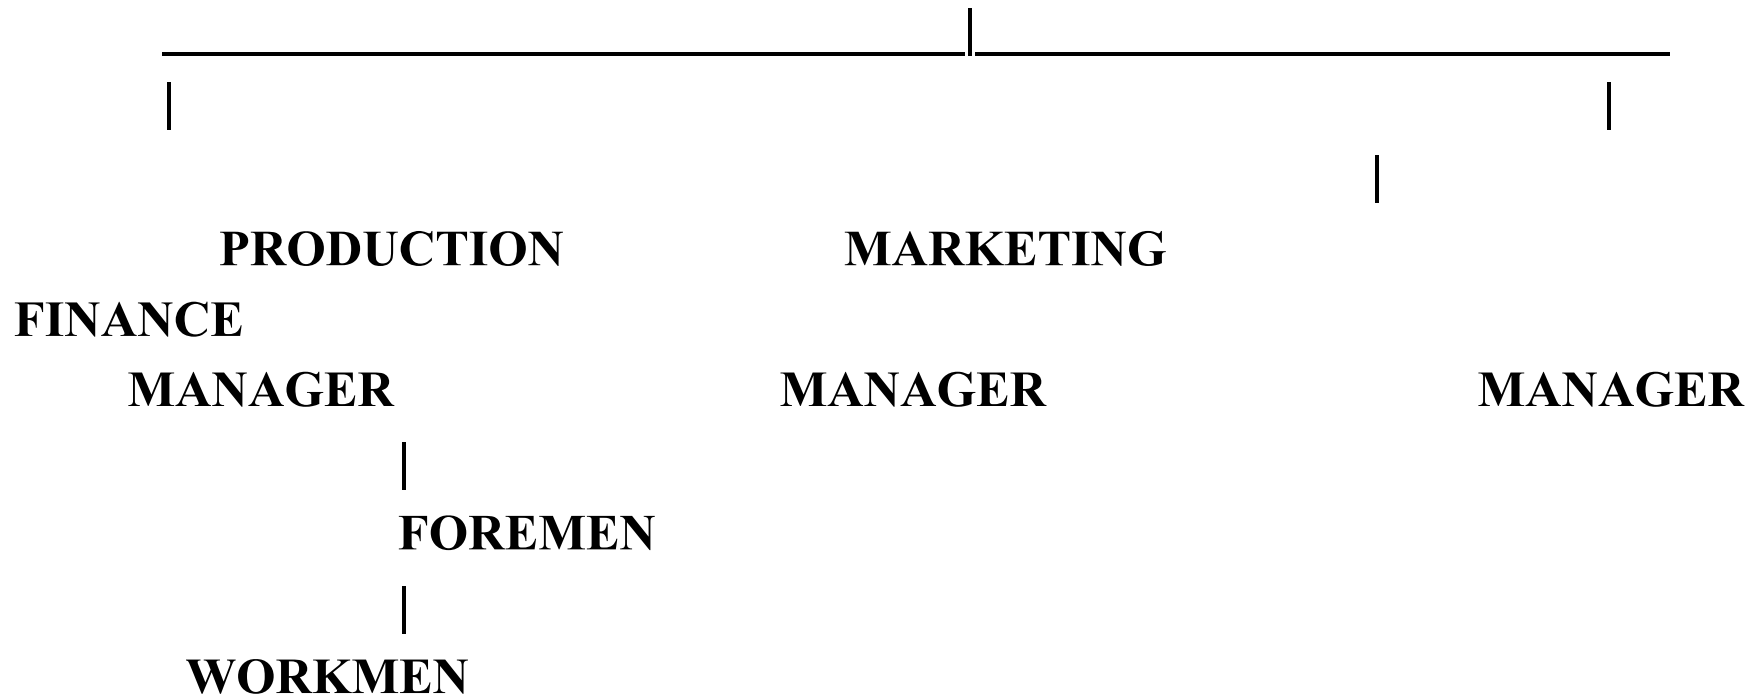 PRODUCTION MARKETING
FINANCE
MANAGER MANAGER MANAGER
FOREMEN
WORKMEN